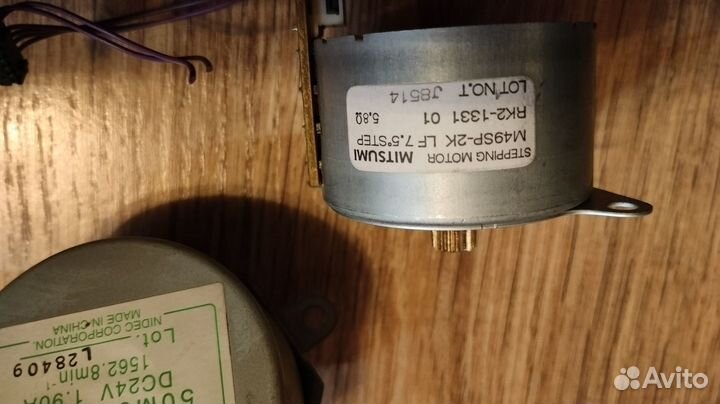 STEPPING MOTOR MITSUMI
M49SP-2K LF 7.5°STEP
RK2-1331 01 5.8Ω
LOT NO.T J8514
DC24V 1.90A
1562.8min⁻¹
Lot. L28409
NIDEC CORPORATION.
MADE IN CHINA
Avito